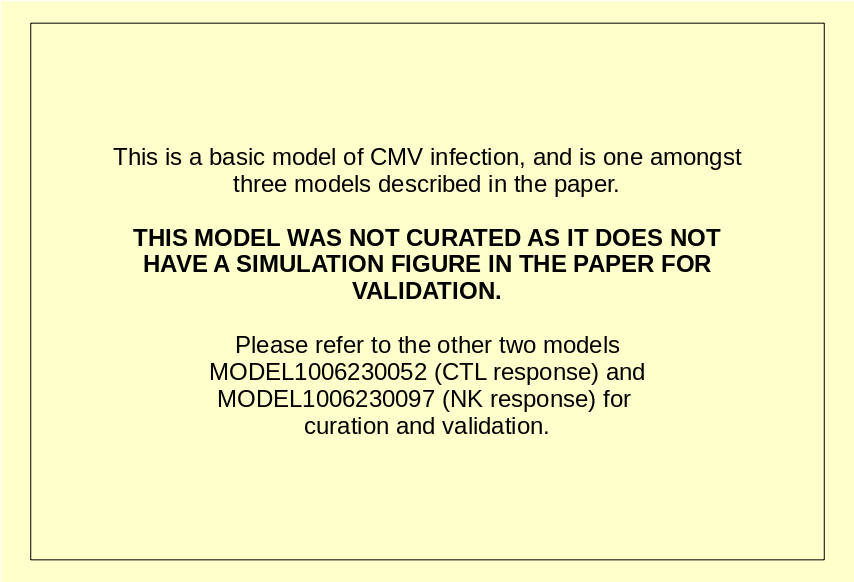 This is a basic model of CMV infection, and is one amongst
three models described in the paper.
THIS MODEL WAS NOT CURATED AS IT DOES NOT
HAVE A SIMULATION FIGURE IN THE PAPER FOR
VALIDATION.
Please refer to the other two models
MODEL1006230052 (CTL response) and
MODEL1006230097 (NK response) for
curation and validation.